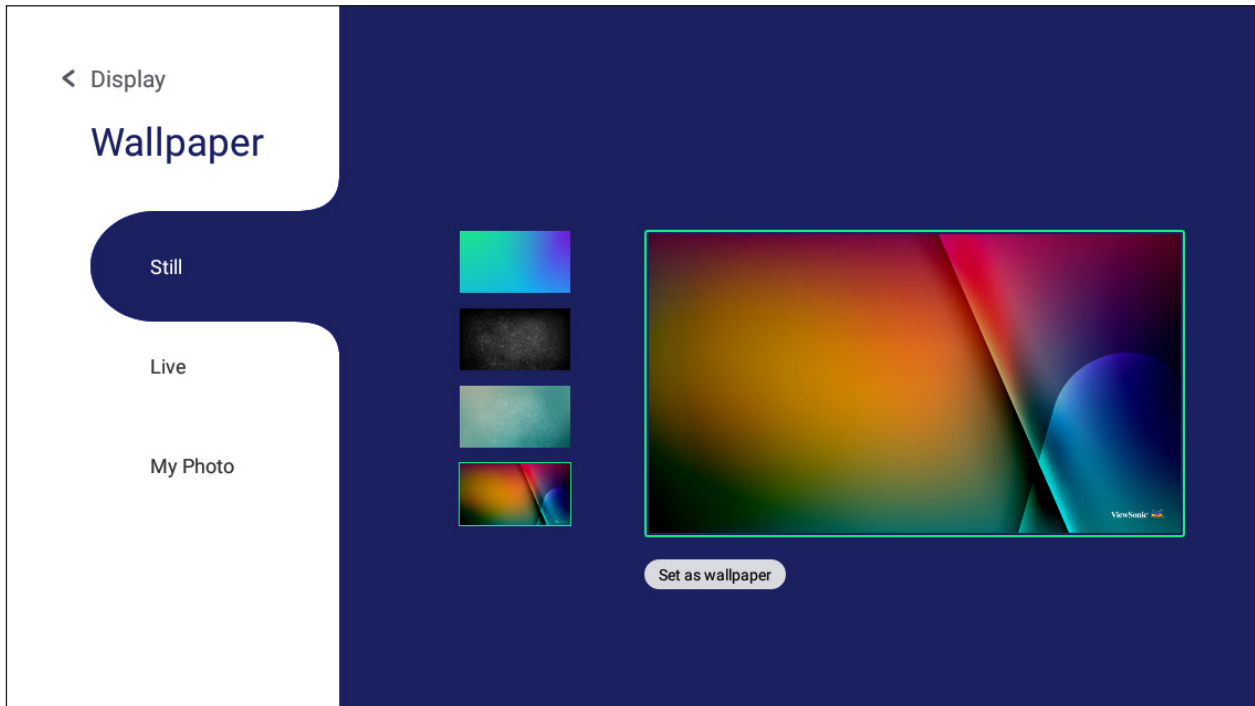 Display
Wallpaper
Still
Live
My Photo
ViewSonic
Set as wallpaper